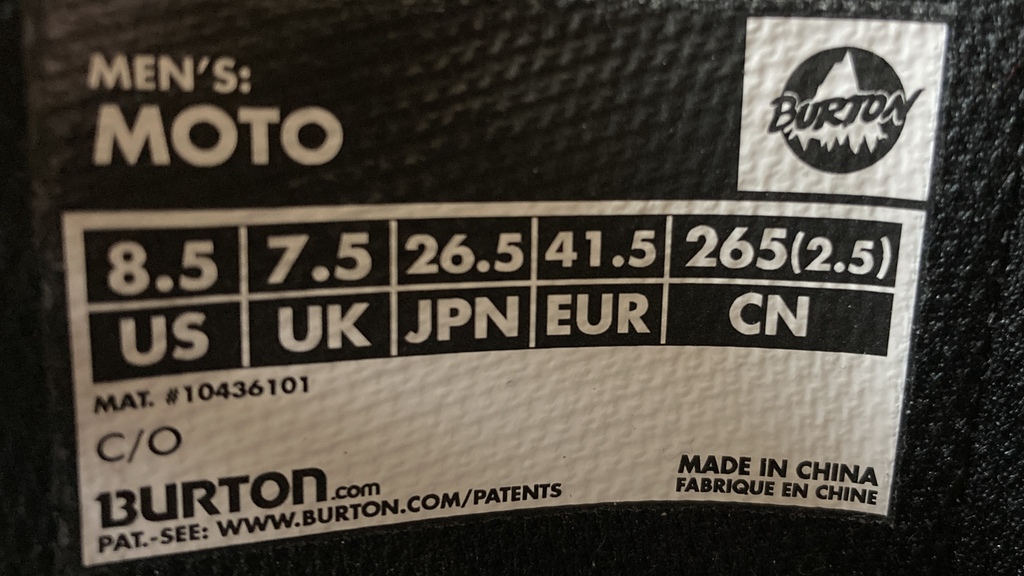 MEN'S:
MOTO
BURTON
8.5 7.5 26.5 41.5 265(2.5)
US UK JPN EUR CN
MAT. #10436101
C/O
BURTON.com
PAT.-SEE: WWW.BURTON.COM/PATENTS
MADE IN CHINA
FABRIQUE EN CHINE